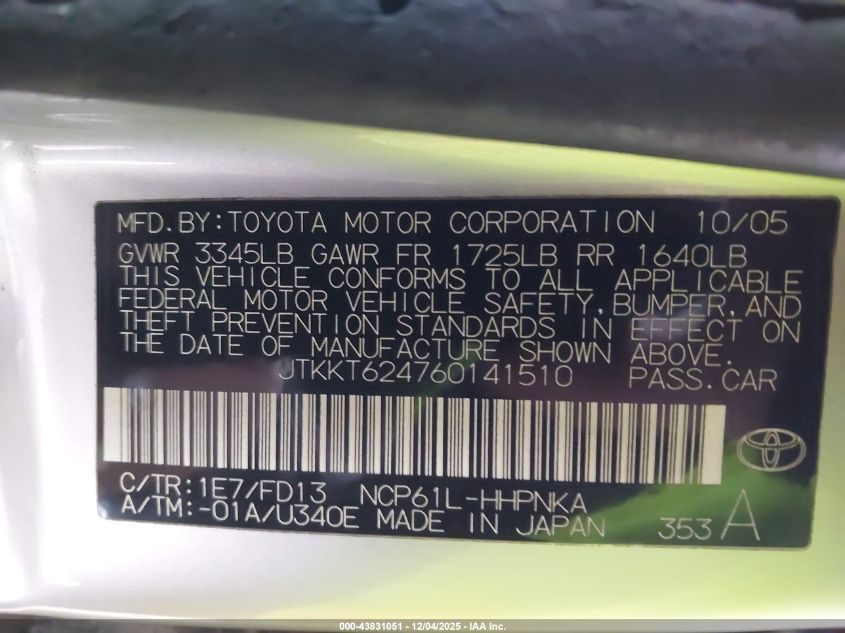 MFD.BY:TOYOTA MOTOR CORPORATION 10/05
GVWR 3345LB GAWR FR 1725LB RR 1640LB
THIS VEHICLE CONFORMS TO ALL APPLICABLE
FEDERAL MOTOR VEHICLE SAFETY,BUMPER,AND
THEFT PREVENTION STANDARDS IN EFFECT ON
THE DATE OF MANUFACTURE SHOWN ABOVE.
JTKKT624760141510 PASS.CAR
C/TR:1E7/FD13 NCP61L-HHPNKA
A/TM:-01A/U340E MADE IN JAPAN 353 A
000-43831051 - 12/04/2025 - IAA Inc.